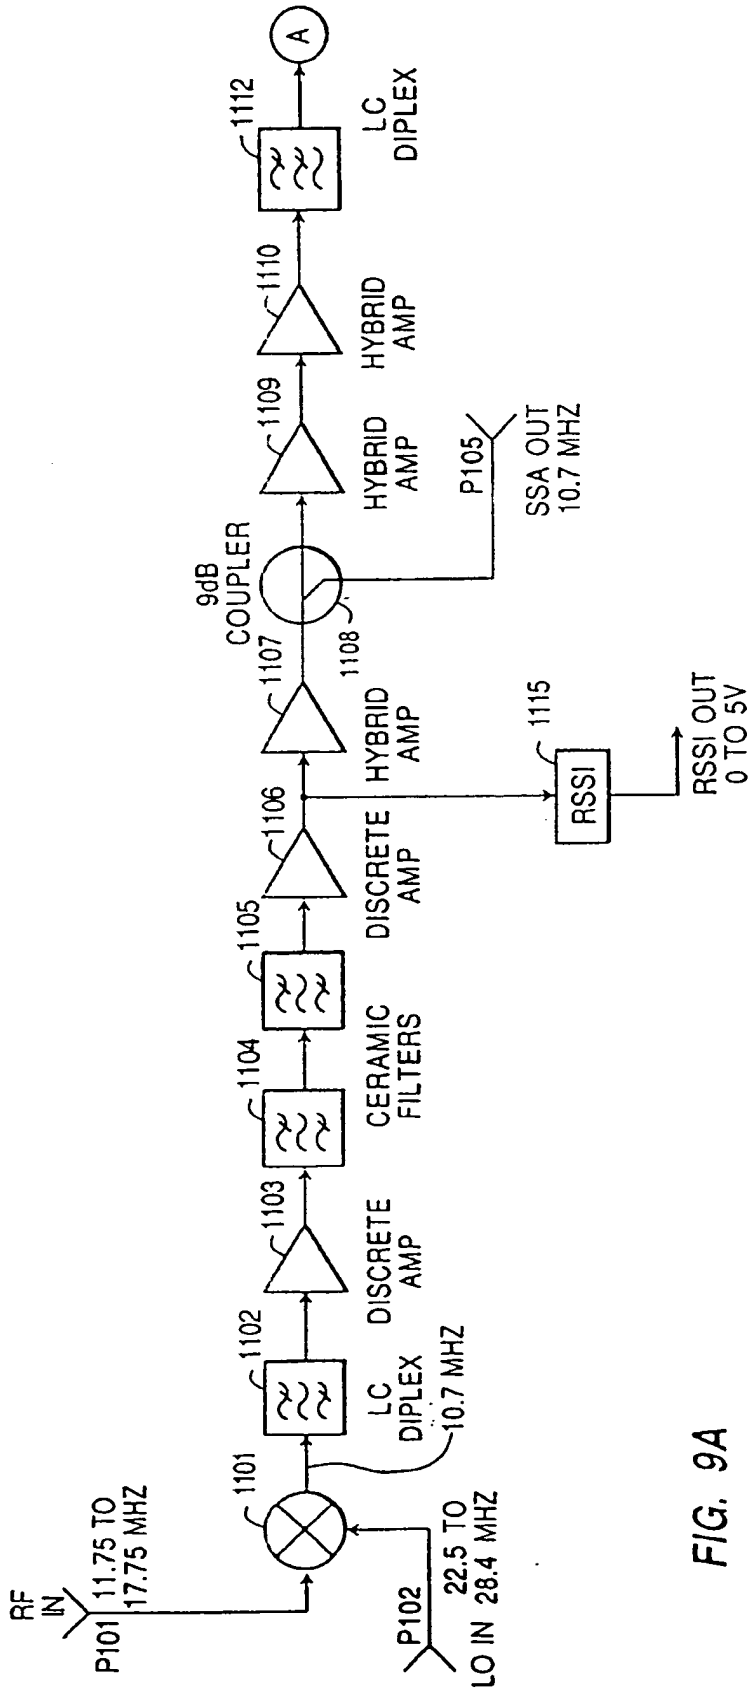 RF
IN
P101
11.75 TO
17.75 MHZ
P102
22.5 TO
LO IN 28.4 MHZ
1101
10.7 MHZ
1102
LC
DIPLEX
1103
DISCRETE
AMP
1104
1105
CERAMIC
FILTERS
1106
DISCRETE
AMP
1107
HYBRID
AMP
9dB
COUPLER
1108
P105
SSA OUT
10.7 MHZ
1115
RSSI
RSSI OUT
0 TO 5V
1109
HYBRID
AMP
1110
HYBRID
AMP
1112
LC
DIPLEX
A
FIG. 9A